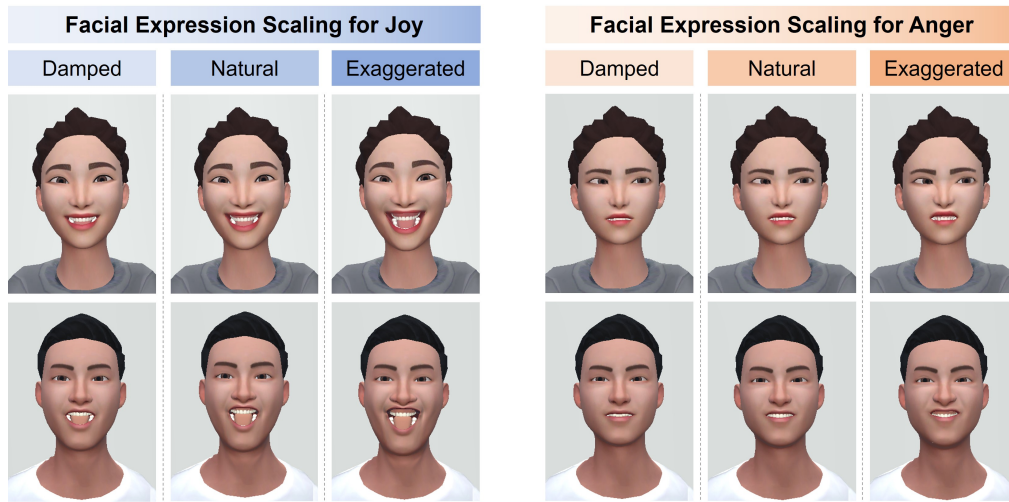 Facial Expression Scaling for Joy
Damped
Natural
Exaggerated
Facial Expression Scaling for Anger
Damped
Natural
Exaggerated